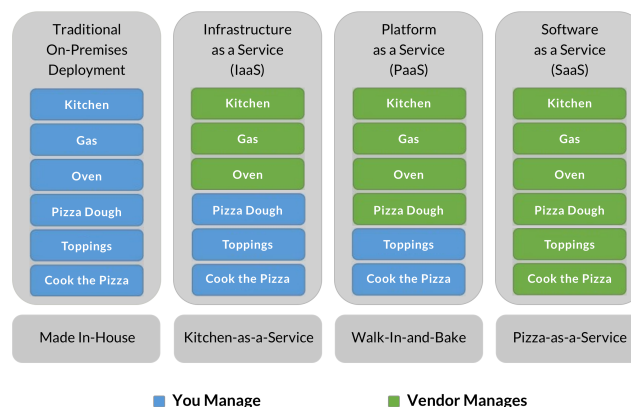 Traditional
On-Premises
Deployment
Kitchen
Gas
Oven
Pizza Dough
Toppings
Cook the Pizza
Made In-House
Infrastructure
as a Service
(IaaS)
Kitchen
Gas
Oven
Pizza Dough
Toppings
Cook the Pizza
Kitchen-as-a-Service
Platform
as a Service
(PaaS)
Kitchen
Gas
Oven
Pizza Dough
Toppings
Cook the Pizza
Walk-In-and-Bake
Software
as a Service
(SaaS)
Kitchen
Gas
Oven
Pizza Dough
Toppings
Cook the Pizza
Pizza-as-a-Service
You Manage
Vendor Manages